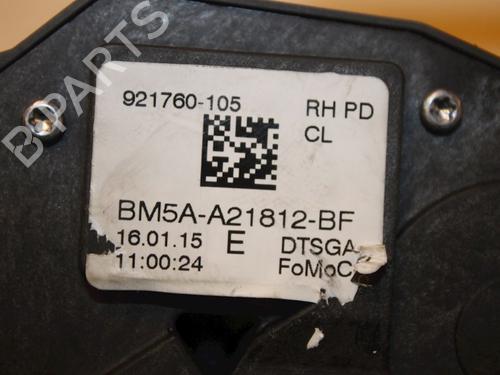 921760-105 RH PD
CL
BM5A-A21812-BF
16.01.15 E DTSGA
11:00:24 FoMoC
B PARTS